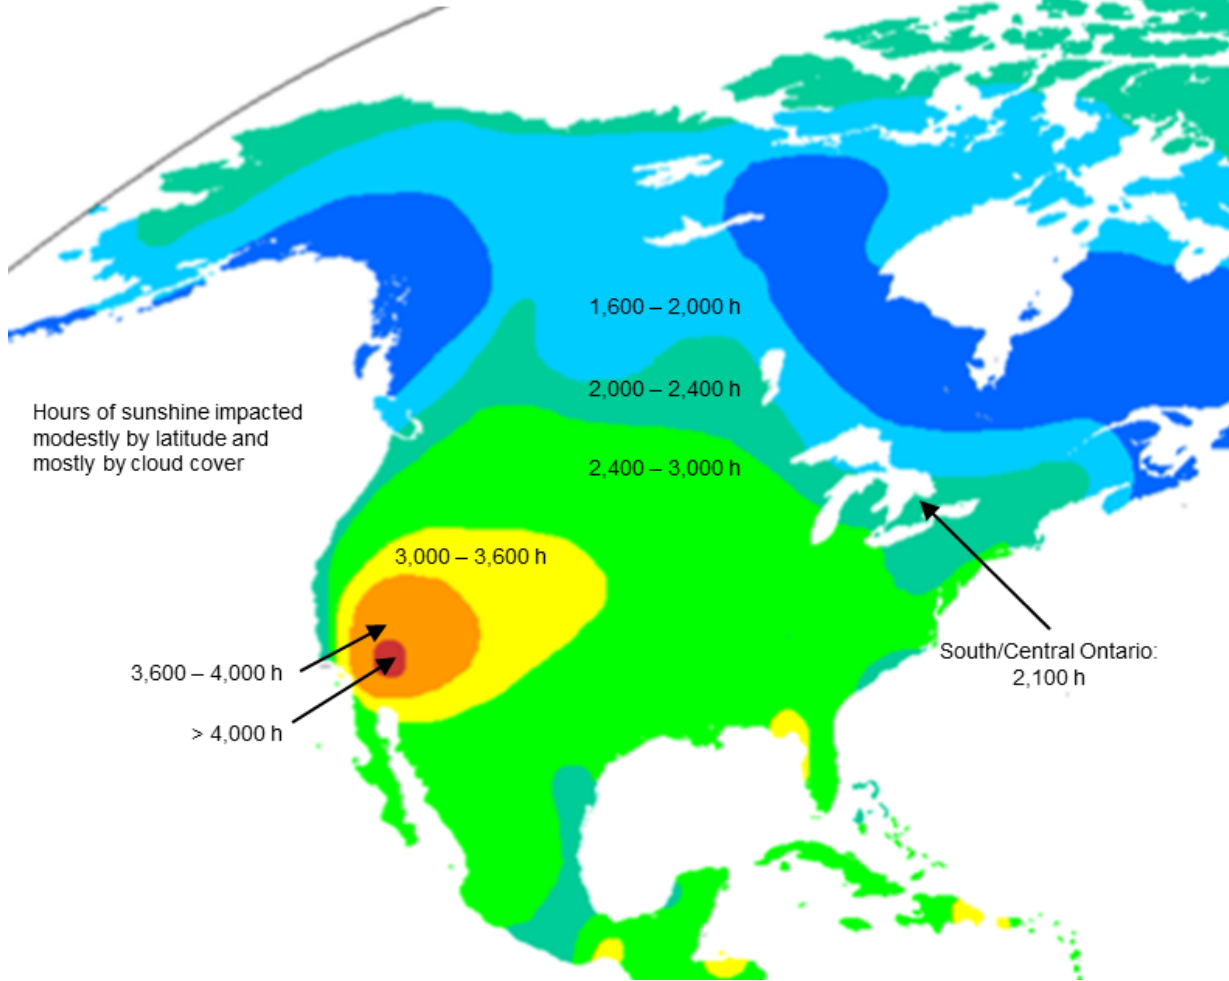 1,600 – 2,000 h
2,000 – 2,400 h
Hours of sunshine impacted
modestly by latitude and
mostly by cloud cover
2,400 – 3,000 h
3,000 – 3,600 h
South/Central Ontario:
2,100 h
3,600 – 4,000 h
> 4,000 h